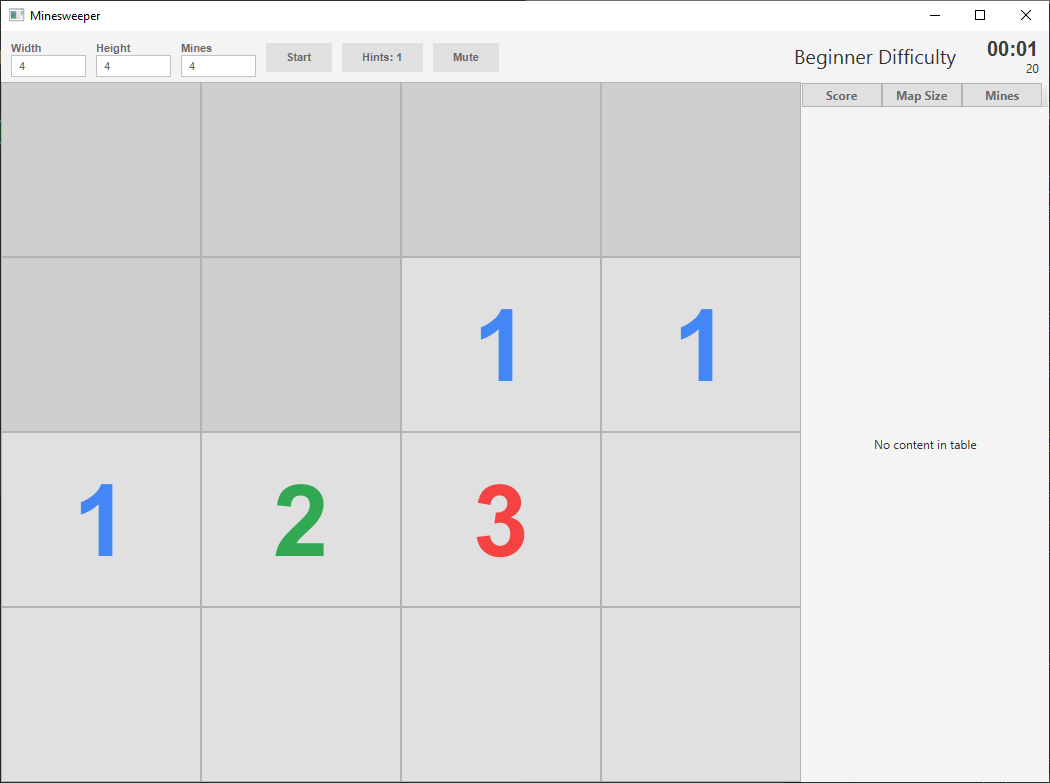 Minesweeper
Width Height Mines
4 4 4
Start Hints: 1 Mute
Beginner Difficulty 00:01
20
Score Map Size Mines
1 1
No content in table
1 2 3